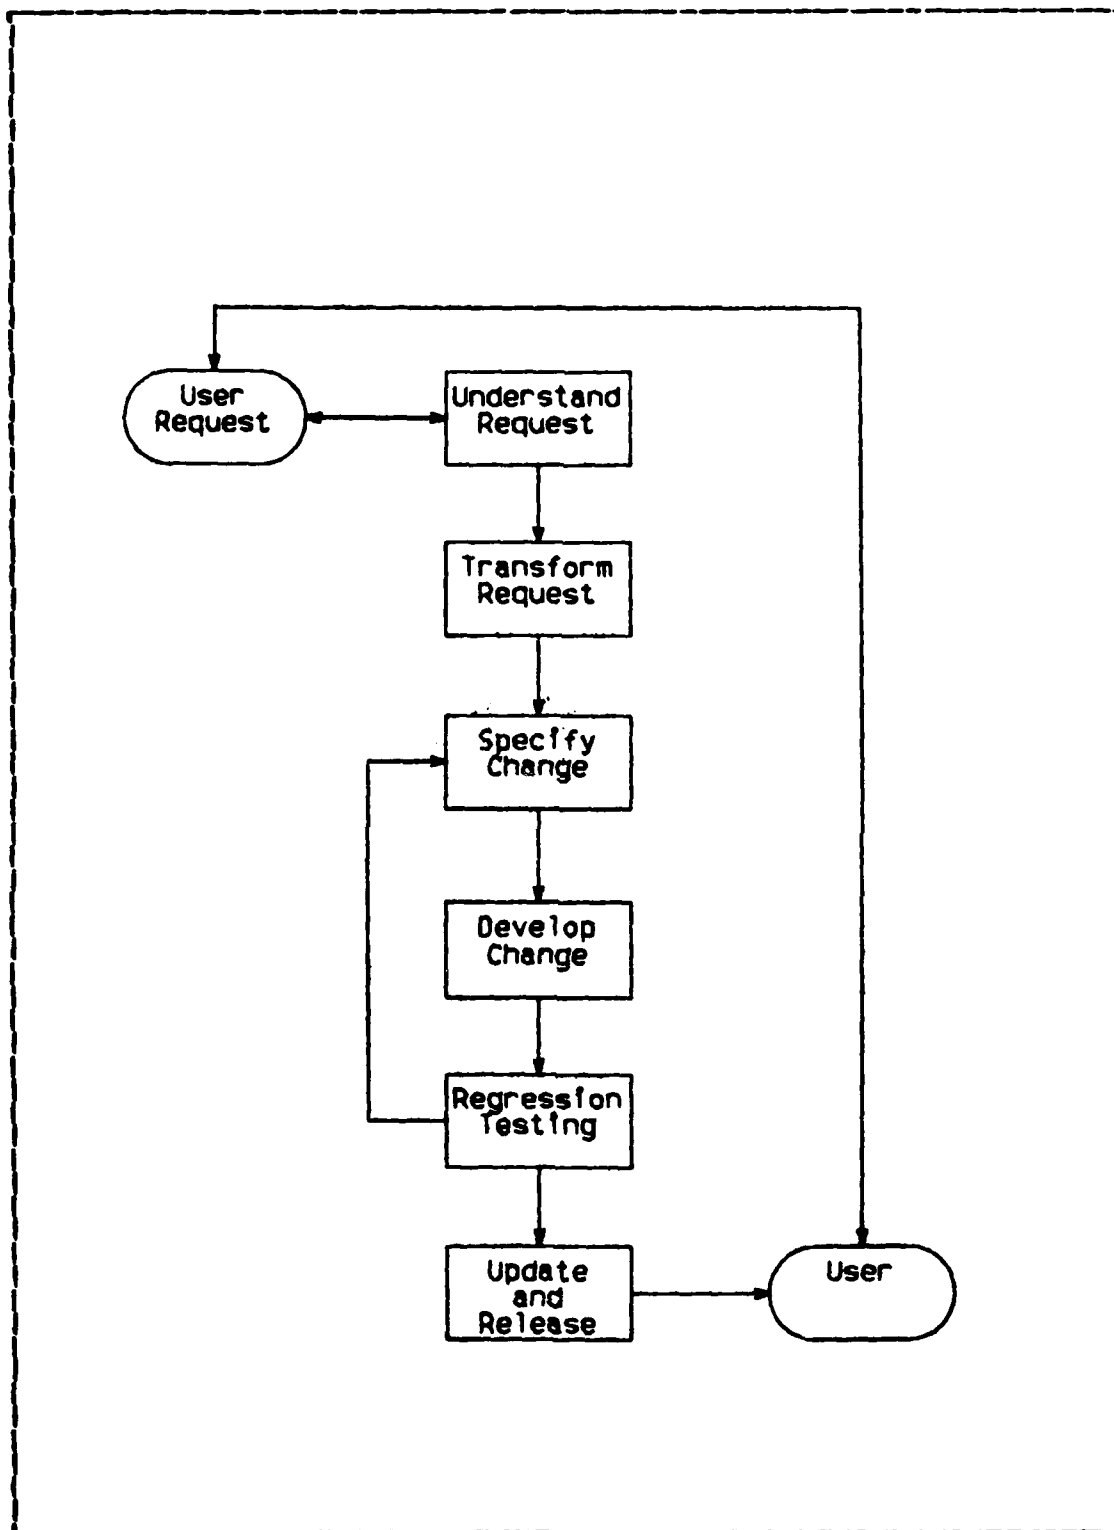 User
Request
Understand
Request
Transform
Request
Specify
Change
Develop
Change
Regression
Testing
Update
and
Release
User